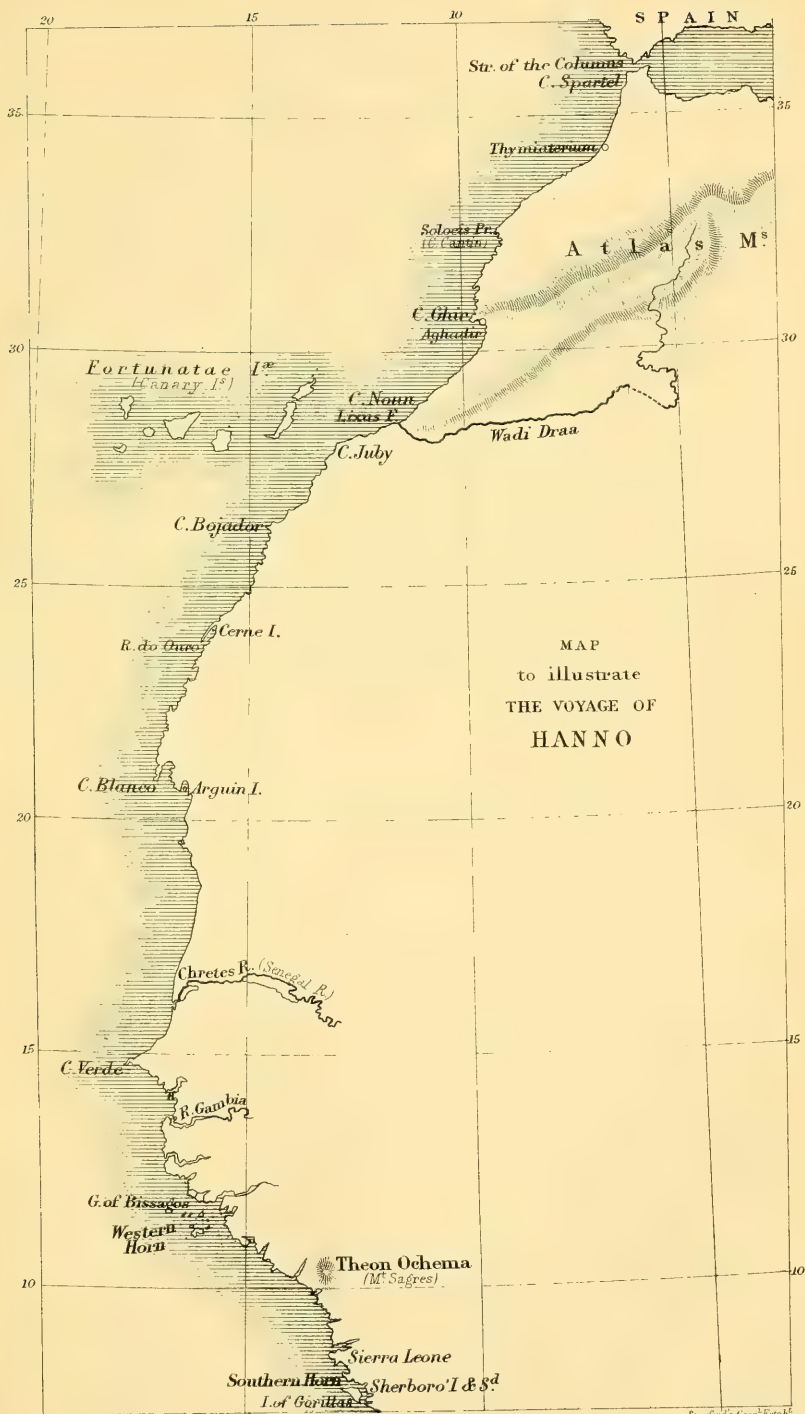 20
15
10
SPAIN
Str. of the Columns
C. Spartel
35
35
Thymiaterium
Soloeis Pr.
(C. Cantin)
Atlas Ms.
C. Ghir
Aghadir
30
30
Fortunatae Iæ.
(Canary Is)
C. Noun
Lixus F.
Wadi Draa
C. Juby
C. Bojador
25
25
Cerne I.
R. do Ouro
MAP
to illustrate
THE VOYAGE OF
HANNO
C. Blanco
Arguin I.
20
20
Chretes R. (Senegal R.)
15
15
C. Verde
R. Gambia
G. of Bissagos
Western
Horn
Theon Ochema
(Mt. Sagres)
10
10
Sierra Leone
Southern Horn
Sherboro' I & Sd.
I. of Gorillas